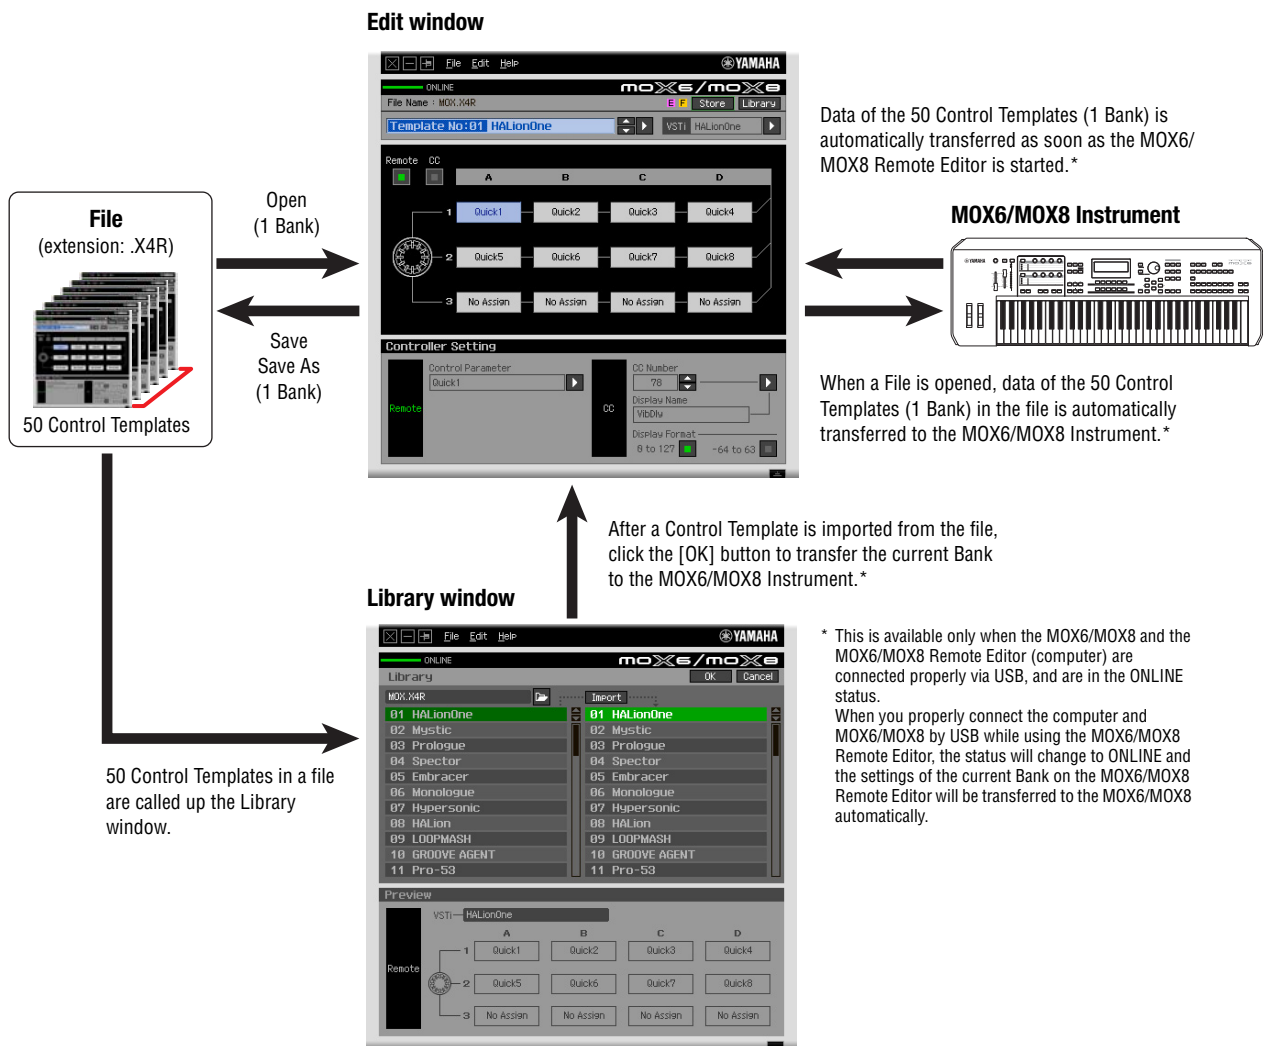 Edit window
File Edit Help
YAMAHA
ONLINE
moX6/moX8
File Name : MOX.X4R
E F Store Library
Template No:01 HALionOne
VSTi HALionOne
Remote CC
A B C D
1 Quick1 Quick2 Quick3 Quick4
2 Quick5 Quick6 Quick7 Quick8
3 No Assign No Assign No Assign No Assign
Controller Setting
Control Parameter
Quick1
Remote
CC
CC Number
78
Display Name
VibDly
Display Format
0 to 127 -64 to 63
File
(extension: .X4R)
50 Control Templates
Open
(1 Bank)
Save
Save As
(1 Bank)
Data of the 50 Control Templates (1 Bank) is
automatically transferred as soon as the MOX6/
MOX8 Remote Editor is started.*
MOX6/MOX8 Instrument
YAMAHA
When a File is opened, data of the 50 Control
Templates (1 Bank) in the file is automatically
transferred to the MOX6/MOX8 Instrument.*
After a Control Template is imported from the file,
click the [OK] button to transfer the current Bank
to the MOX6/MOX8 Instrument.*
Library window
File Edit Help
YAMAHA
ONLINE
moX6/moX8
Library
OK Cancel
MOX.X4R
Import
01 HALionOne 01 HALionOne
02 Mystic 02 Mystic
03 Prologue 03 Prologue
04 Spector 04 Spector
05 Embracer 05 Embracer
06 Monologue 06 Monologue
07 Hypersonic 07 Hypersonic
08 HALion 08 HALion
09 LOOPMASH 09 LOOPMASH
10 GROOVE AGENT 10 GROOVE AGENT
11 Pro-53 11 Pro-53
Preview
VSTi HALionOne
A B C D
Remote
1 Quick1 Quick2 Quick3 Quick4
2 Quick5 Quick6 Quick7 Quick8
3 No Assign No Assign No Assign No Assign
50 Control Templates in a file
are called up the Library
window.
* This is available only when the MOX6/MOX8 and the
MOX6/MOX8 Remote Editor (computer) are
connected properly via USB, and are in the ONLINE
status.
When you properly connect the computer and
MOX6/MOX8 by USB while using the MOX6/MOX8
Remote Editor, the status will change to ONLINE and
the settings of the current Bank on the MOX6/MOX8
Remote Editor will be transferred to the MOX6/MOX8
automatically.